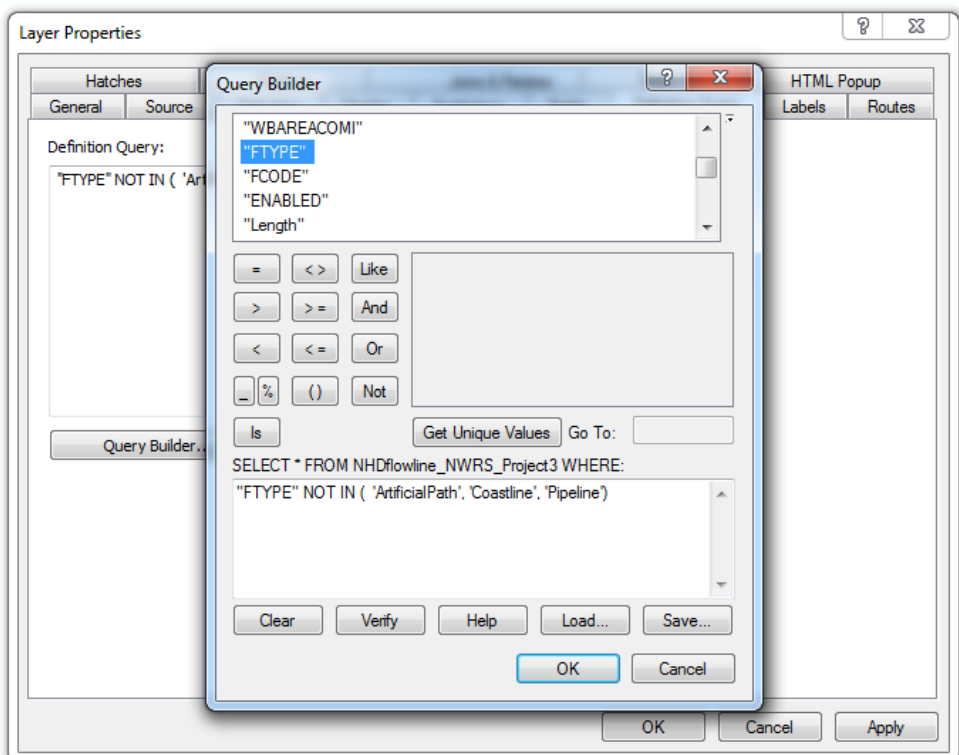 Layer Properties
Hatches
HTML Popup
General Source Labels Routes
Definition Query:
"FTYPE" NOT IN ( 'Art
Query Builder..
Query Builder
"WBAREACOMI"
"FTYPE"
"FCODE"
"ENABLED"
"Length"
= < > Like
> > = And
< < = Or
_ % ( ) Not
Is
Get Unique Values Go To:
SELECT * FROM NHDflowline_NWRS_Project3 WHERE:
"FTYPE" NOT IN ( 'ArtificialPath', 'Coastline', 'Pipeline')
Clear Verify Help Load... Save...
OK Cancel
OK Cancel Apply